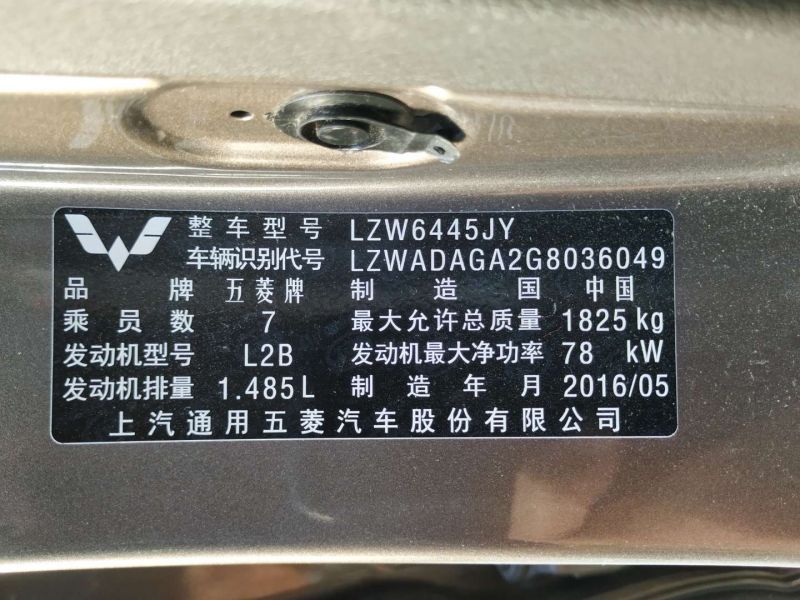 整车型号 LZW6445JY
车辆识别代号 LZWADAGA2G8036049
品牌 五菱牌 制造国 中国
乘员数 7 最大允许总质量 1825 kg
发动机型号 L2B 发动机最大净功率 78 kW
发动机排量 1.485L 制造年月 2016/05
上汽通用五菱汽车股份有限公司